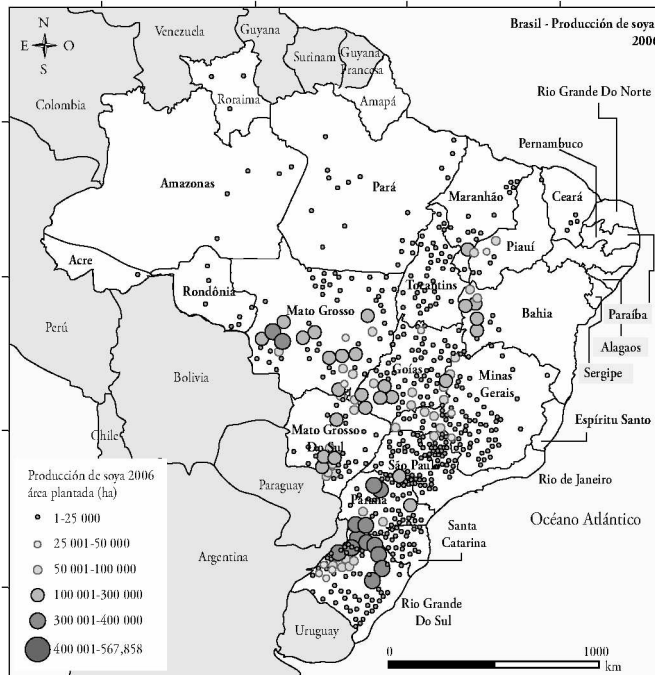 Brasil - Producción de soya
2006
N
E O
S
Venezuela
Guyana
Surinam
Guyana
Francesa
Colombia
Roraima
Amapá
Rio Grande Do Norte
Pernambuco
Amazonas
Pará
Maranhão
Ceará
Piauí
Acre
Rondônia
Tocantins
Mato Grosso
Bahia
Paraíba
Alagaos
Sergipe
Perú
Bolivia
Goías
Minas
Gerais
Espíritu Santo
Chile
Mato Grosso
Do Sul
São Paul
Rio de Janeiro
Paraguay
Paraná
Océano Atlántico
Santa
Catarina
Argentina
Rio Grande
Do Sul
Uruguay
Producción de soya 2006
área plantada (ha)
1-25 000
25 001-50 000
50 001-100 000
100 001-300 000
300 001-400 000
400 001-567,858
0 1000
km